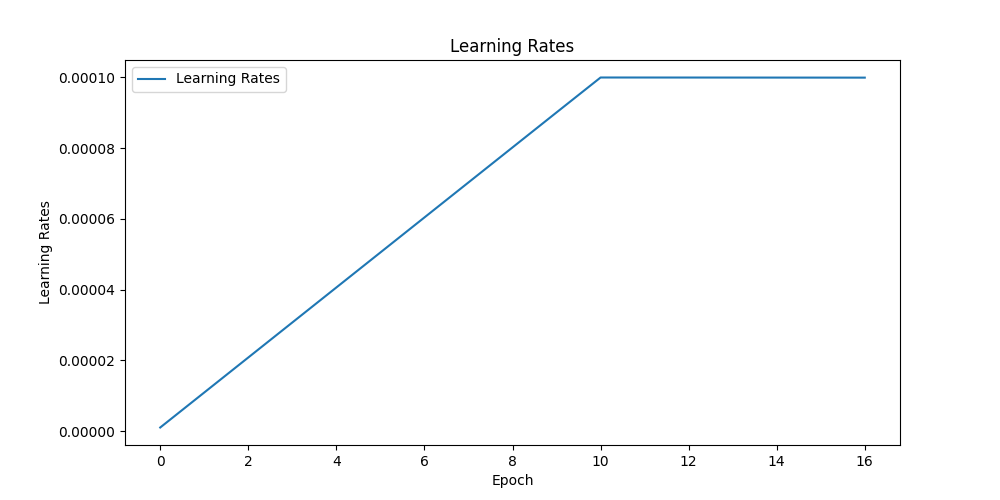 Learning Rates
Learning Rates
0.00010
0.00008
0.00006
0.00004
0.00002
0.00000
Learning Rates
0 2 4 6 8 10 12 14 16
Epoch